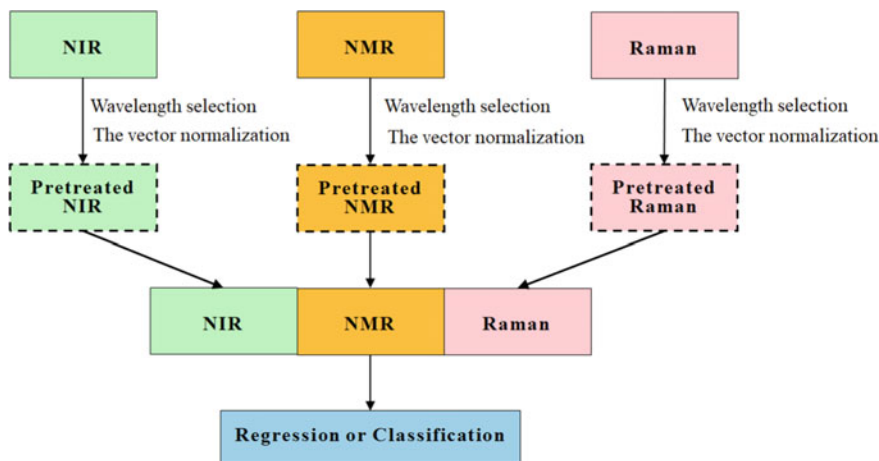 NIR
NMR
Raman
Wavelength selection
The vector normalization
Wavelength selection
The vector normalization
Wavelength selection
The vector normalization
Pretreated
NIR
Pretreated
NMR
Pretreated
Raman
NIR
NMR
Raman
Regression or Classification